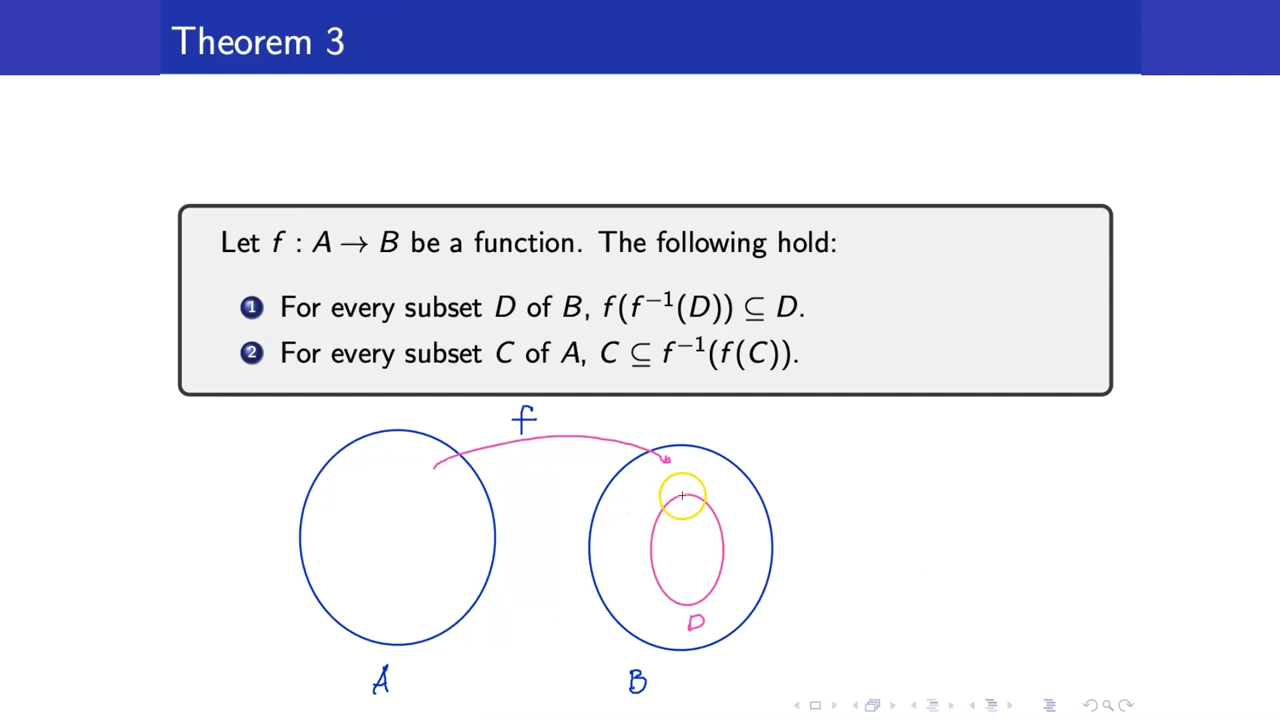 Theorem 3
Let f : A → B be a function. The following hold:
1 For every subset D of B, f(f⁻¹(D)) ⊆ D.
2 For every subset C of A, C ⊆ f⁻¹(f(C)).
f
D
A
B